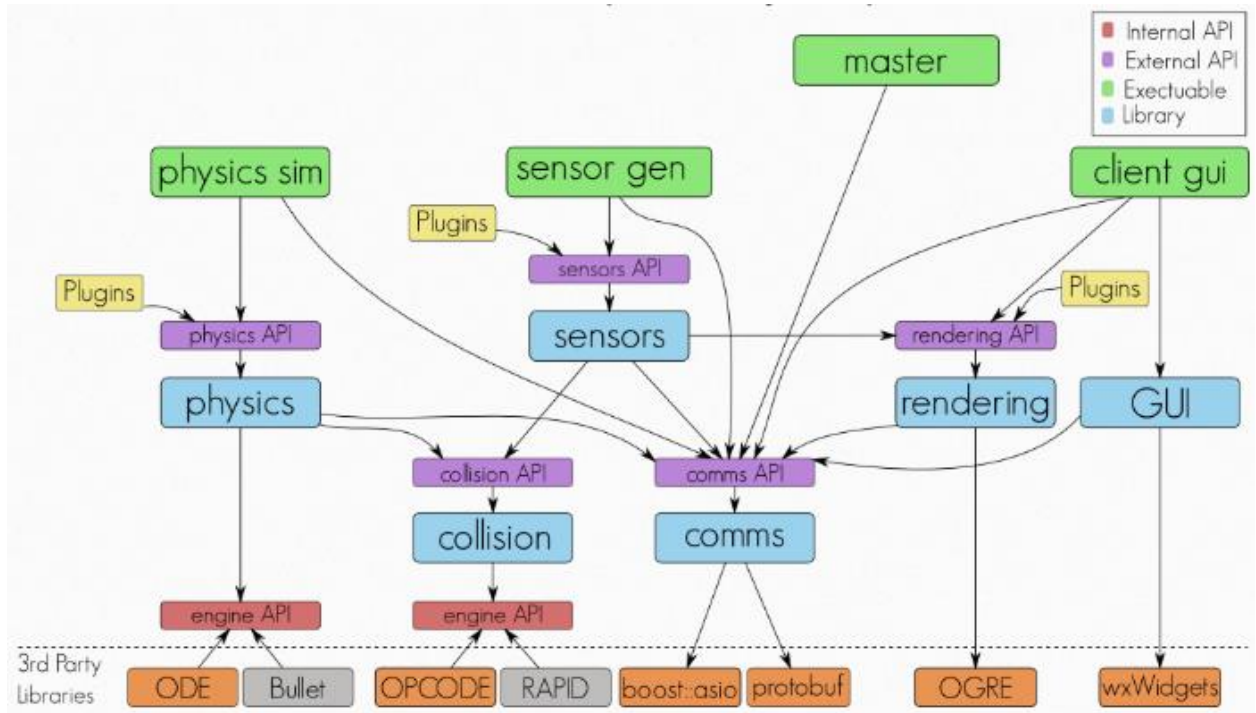 Internal API
External API
Exectuable
Library
master
physics sim
sensor gen
client gui
Plugins
sensors API
Plugins
Plugins
physics API
sensors
rendering API
physics
rendering
GUI
collision API
comms API
collision
comms
engine API
engine API
3rd Party
Libraries
ODE
Bullet
OPCODE
RAPID
boost::asio
protobuf
OGRE
wxWidgets